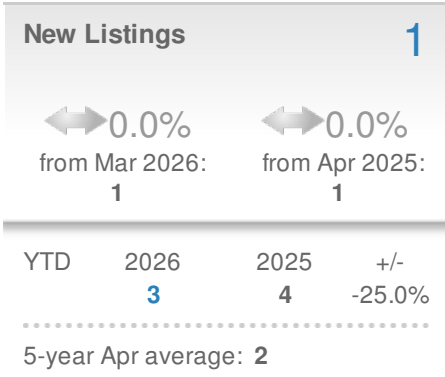 New Listings 1
0.0% 0.0%
from Mar 2026: from Apr 2025:
1 1
YTD 2026 2025 +/-
3 4 -25.0%
5-year Apr average: 2